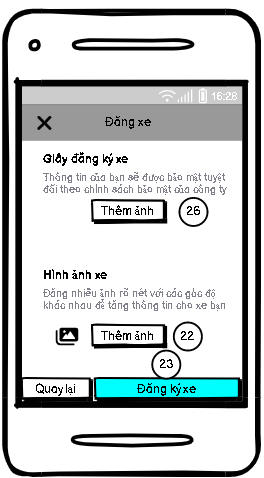 16:28
Đăng xe
Giấy đăng ký xe
Thông tin của bạn sẽ được bảo mật tuyệt
đối theo chính sách bảo mật của công ty
Thêm ảnh
26
Hình ảnh xe
Đăng nhiều ảnh rõ nét với các góc độ
khác nhau để tăng thông tin cho xe bạn
Thêm ảnh
22
23
Quay lại
Đăng ký xe